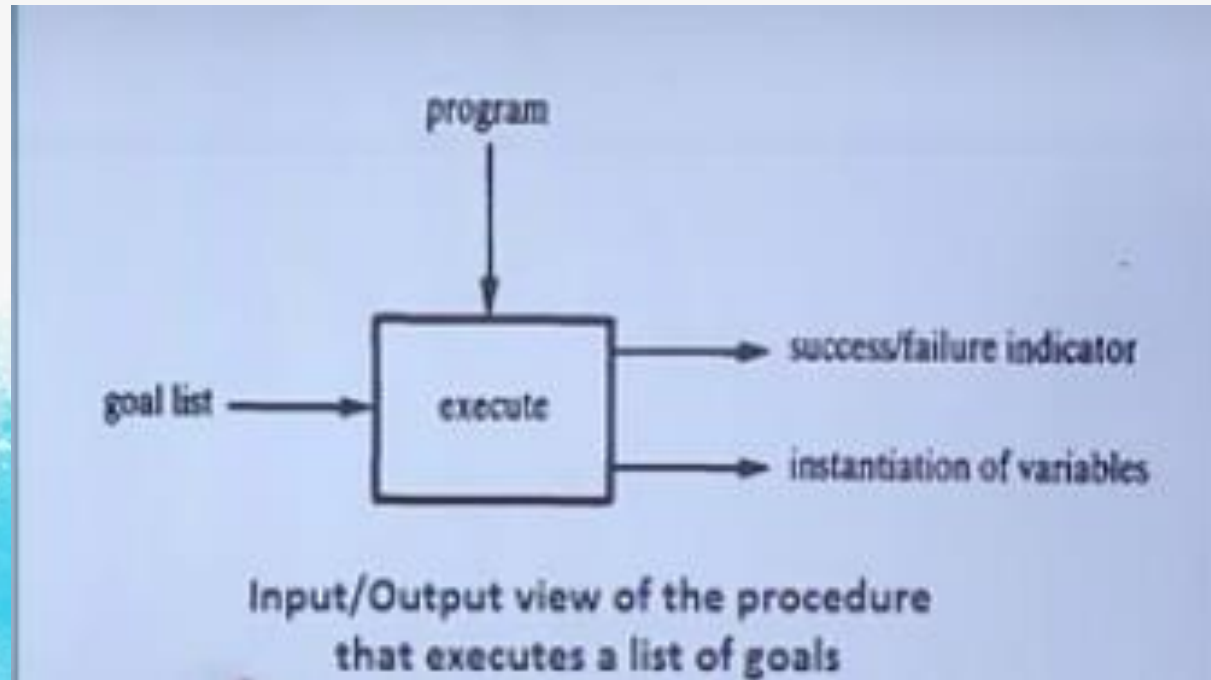 program
success/failure indicator
goal list
execute
instantiation of variables
Input/Output view of the procedure
that executes a list of goals